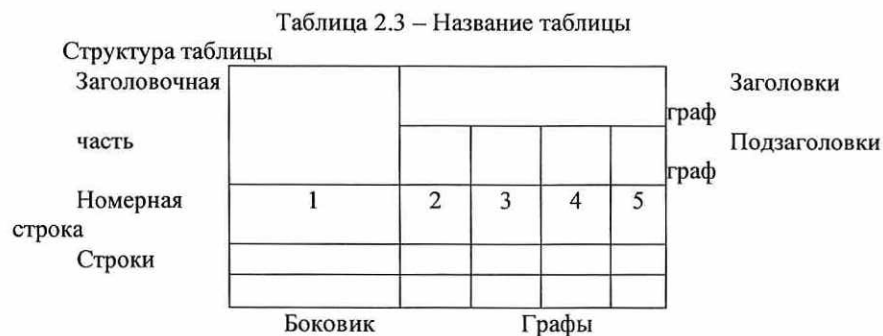 Таблица 2.3 – Название таблицы
Структура таблицы
Заголовочная Заголовки
граф
часть Подзаголовки
граф
Номерная 1 2 3 4 5
строка
Строки
Боковик Графы